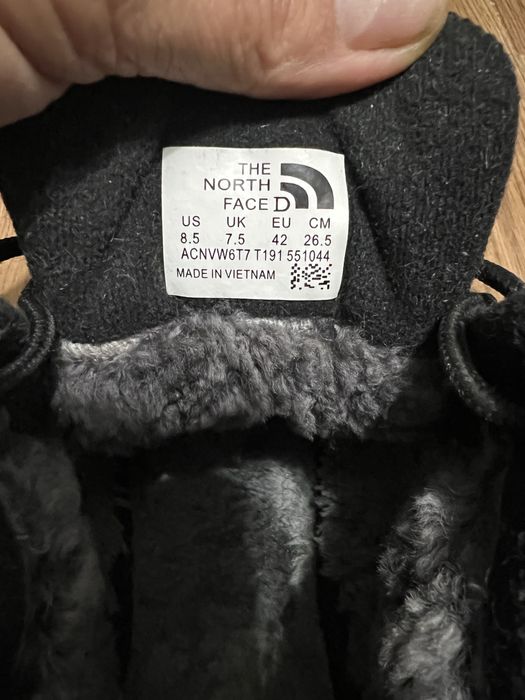 THE
NORTH
FACE D
US UK EU CM
8.5 7.5 42 26.5
ACNVW6T7 T191 551044
MADE IN VIETNAM